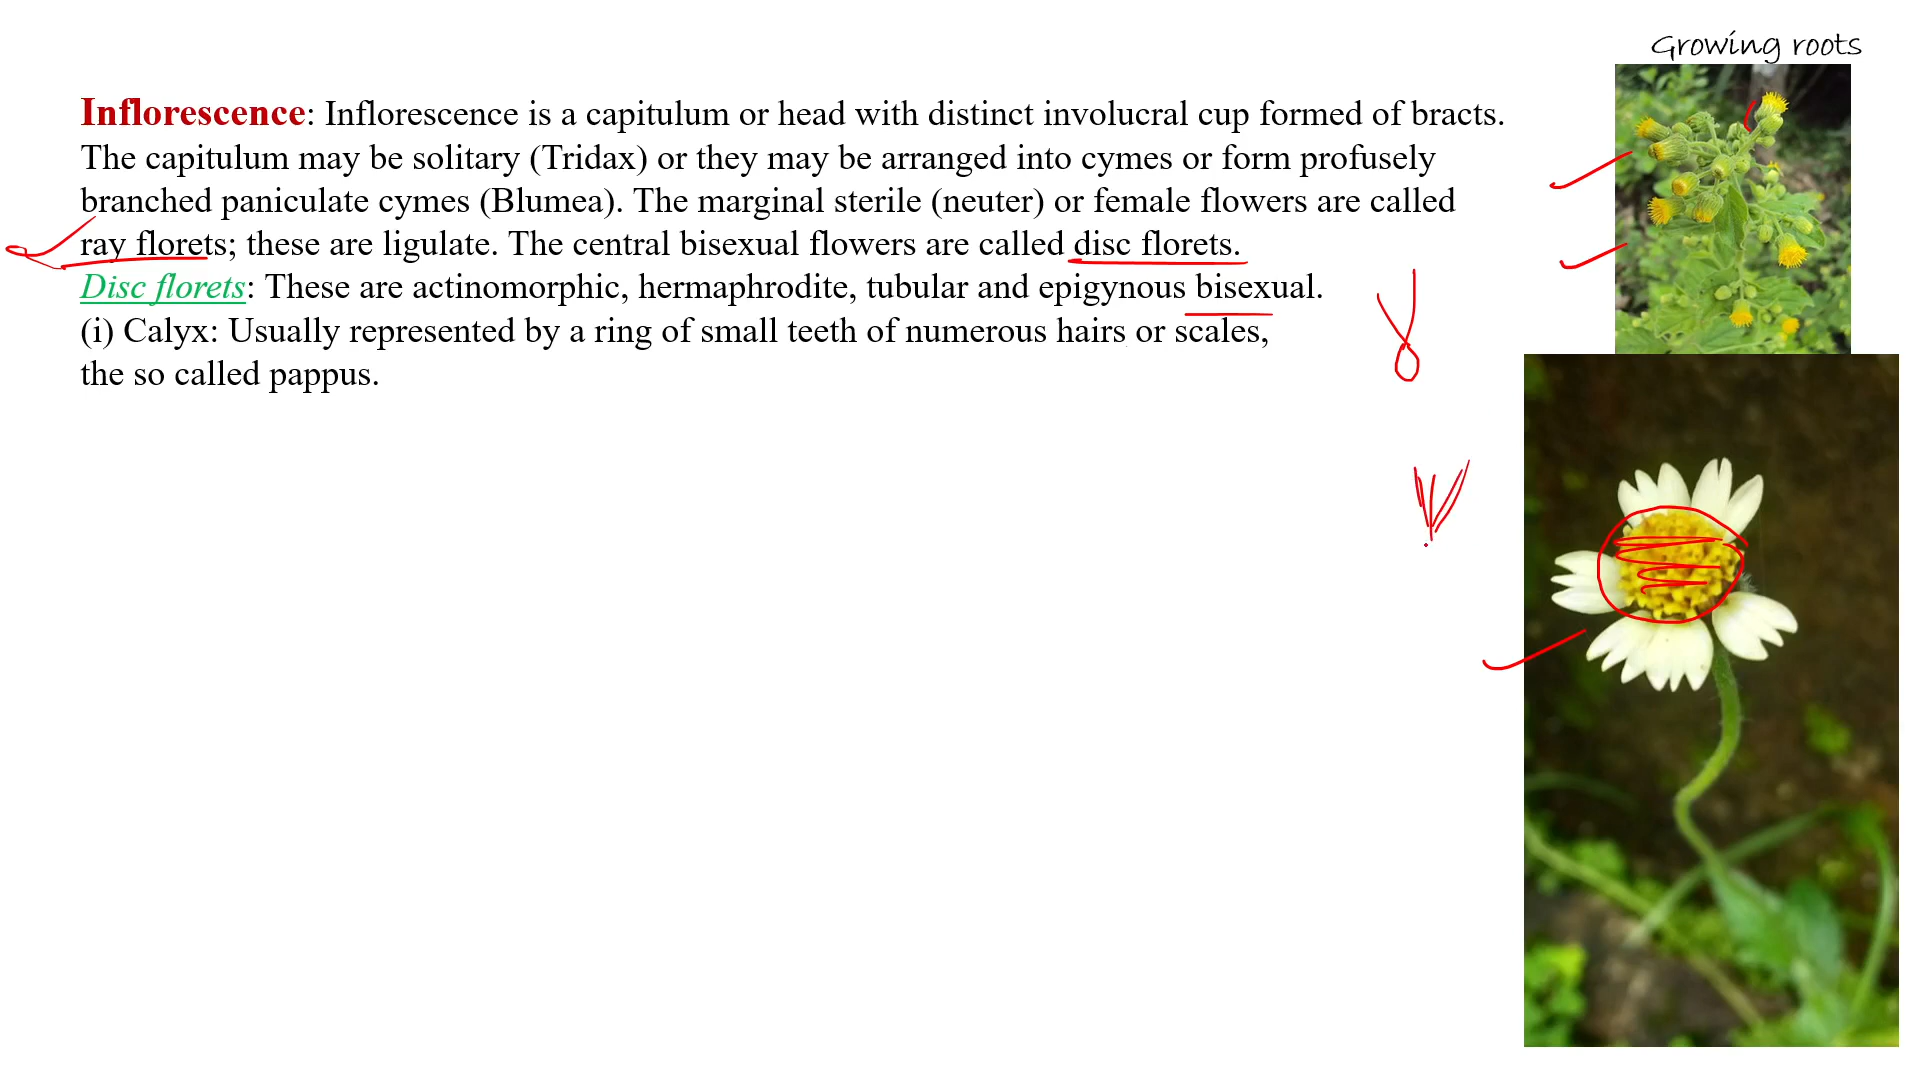 Growing roots
Inflorescence: Inflorescence is a capitulum or head with distinct involucral cup formed of bracts.
The capitulum may be solitary (Tridax) or they may be arranged into cymes or form profusely
branched paniculate cymes (Blumea). The marginal sterile (neuter) or female flowers are called
ray florets; these are ligulate. The central bisexual flowers are called disc florets.
Disc florets: These are actinomorphic, hermaphrodite, tubular and epigynous bisexual.
(i) Calyx: Usually represented by a ring of small teeth of numerous hairs or scales,
the so called pappus.